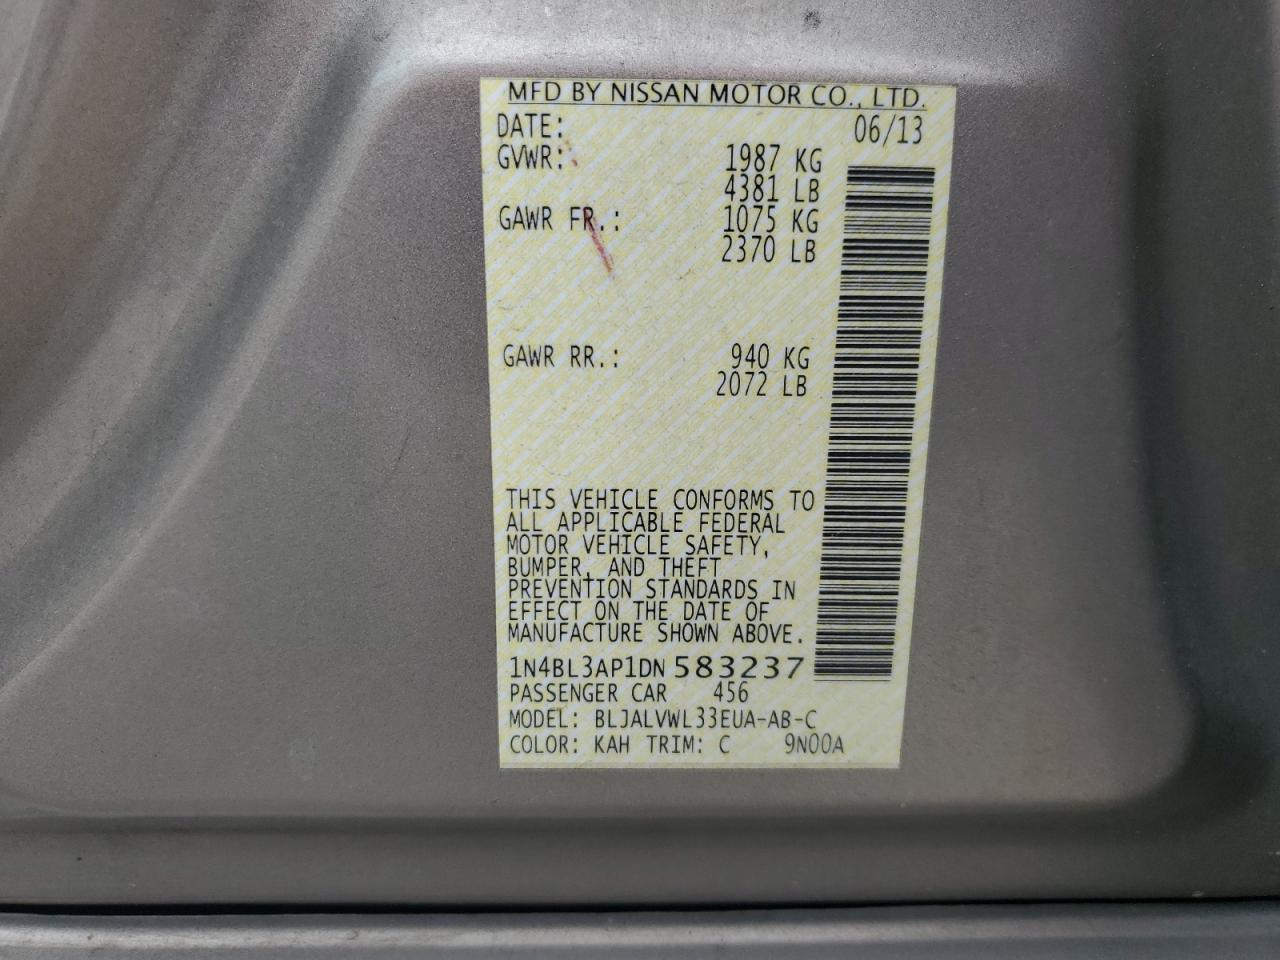 MFD BY NISSAN MOTOR CO., LTD.
DATE: 06/13
GVWR: 1987 KG
4381 LB
GAWR FR.: 1075 KG
2370 LB
GAWR RR.: 940 KG
2072 LB
THIS VEHICLE CONFORMS TO
ALL APPLICABLE FEDERAL
MOTOR VEHICLE SAFETY,
BUMPER, AND THEFT
PREVENTION STANDARDS IN
EFFECT ON THE DATE OF
MANUFACTURE SHOWN ABOVE.
1N4BL3AP1DN583237
PASSENGER CAR 456
MODEL: BLJALVWL33EUA-AB-C
COLOR: KAH TRIM: C 9N00A